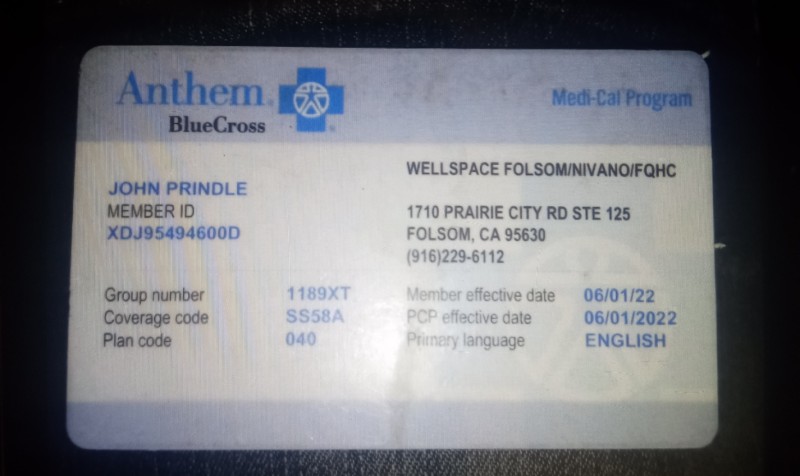 Anthem®
BlueCross ®
Medi-Cal Program
JOHN PRINDLE
MEMBER ID
XDJ95494600D
WELLSPACE FOLSOM/NIVANO/FQHC
1710 PRAIRIE CITY RD STE 125
FOLSOM, CA 95630
(916)229-6112
Group number 1189XT
Coverage code SS58A
Plan code 040
Member effective date 06/01/22
PCP effective date 06/01/2022
Primary language ENGLISH